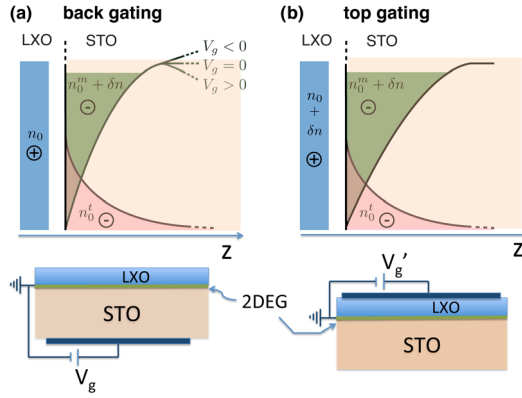 (a) back gating
LXO STO
V_g < 0
V_g = 0
V_g > 0
n_0^m + δn
⊖
n_0
⊕
n_0^t ⊖
z
LXO
STO
2DEG
V_g
(b) top gating
LXO STO
n_0^m + δn
⊖
n_0
+
δn
⊕
n_0^t ⊖
z
V_g'
LXO
STO